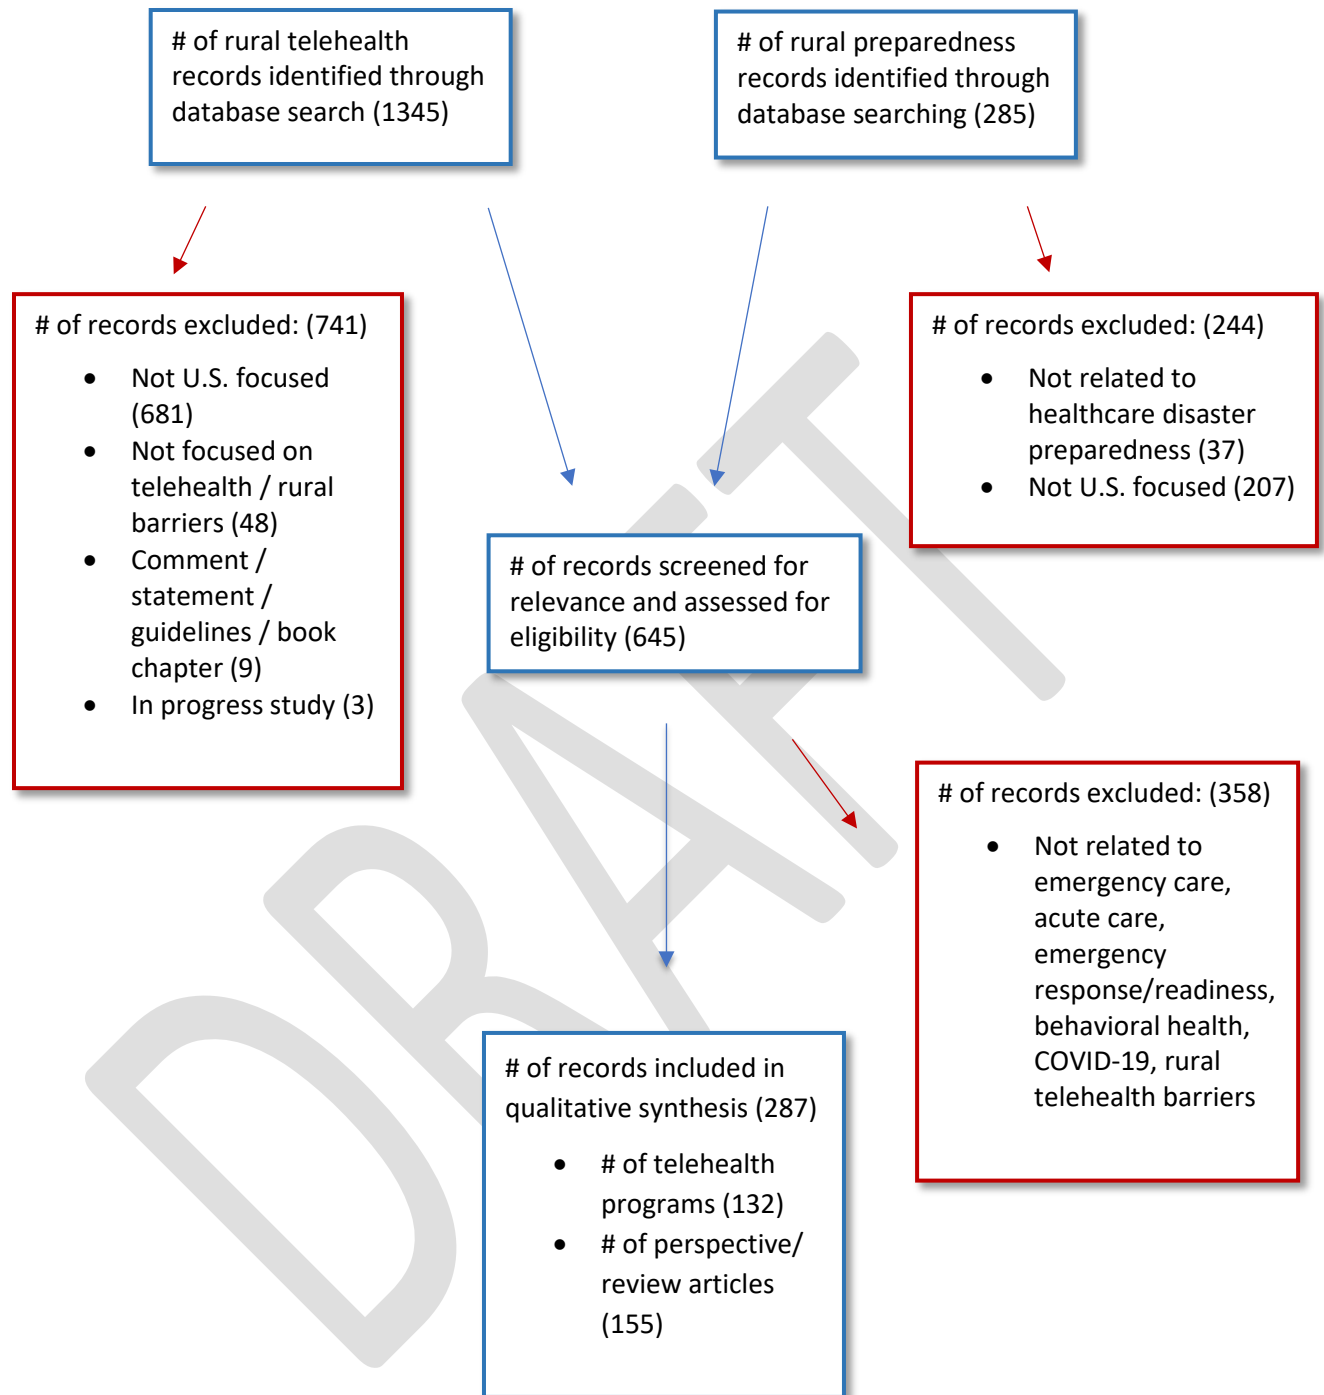 # of rural telehealth
records identified through
database search (1345)
# of rural preparedness
records identified through
database searching (285)
# of records excluded: (741)
• Not U.S. focused
(681)
• Not focused on
telehealth / rural
barriers (48)
• Comment /
statement /
guidelines / book
chapter (9)
• In progress study (3)
# of records excluded: (244)
• Not related to
healthcare disaster
preparedness (37)
• Not U.S. focused (207)
# of records screened for
relevance and assessed for
eligibility (645)
# of records excluded: (358)
• Not related to
emergency care,
acute care,
emergency
response/readiness,
behavioral health,
COVID-19, rural
telehealth barriers
# of records included in
qualitative synthesis (287)
• # of telehealth
programs (132)
• # of perspective/
review articles
(155)
DRAFT